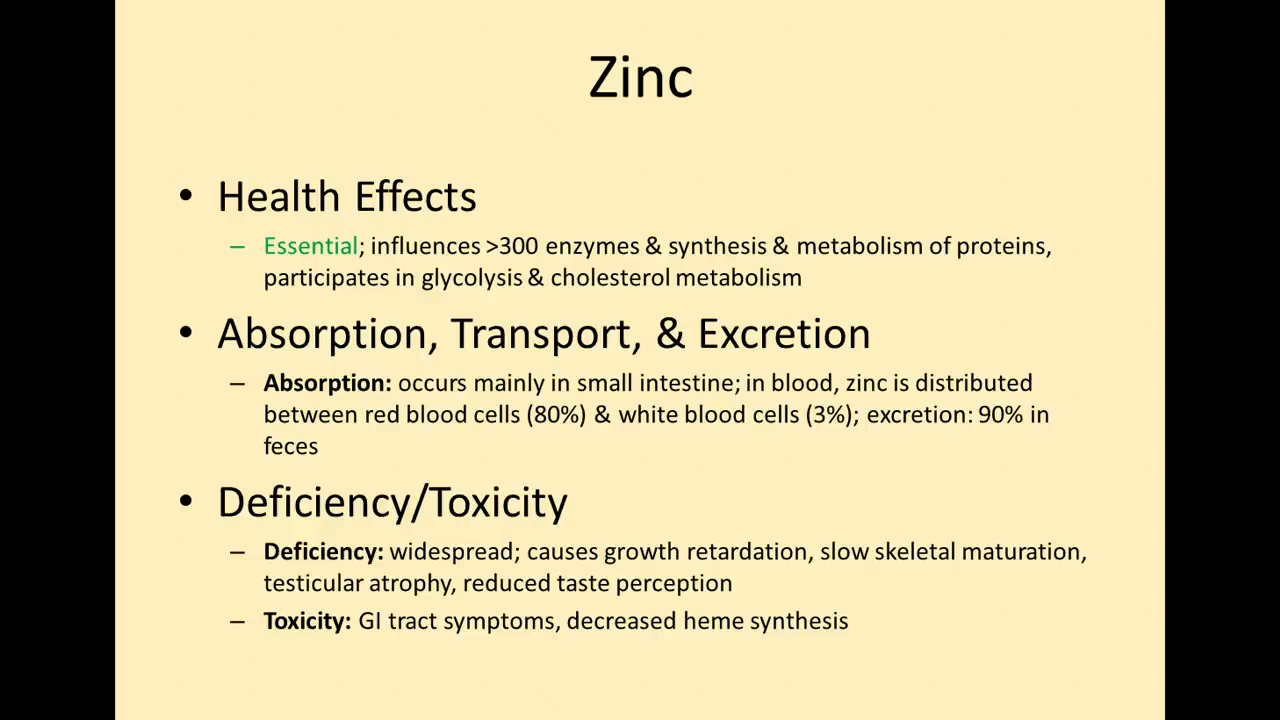 Zinc
• Health Effects
– Essential; influences >300 enzymes & synthesis & metabolism of proteins,
participates in glycolysis & cholesterol metabolism
• Absorption, Transport, & Excretion
– Absorption: occurs mainly in small intestine; in blood, zinc is distributed
between red blood cells (80%) & white blood cells (3%); excretion: 90% in
feces
• Deficiency/Toxicity
– Deficiency: widespread; causes growth retardation, slow skeletal maturation,
testicular atrophy, reduced taste perception
– Toxicity: GI tract symptoms, decreased heme synthesis